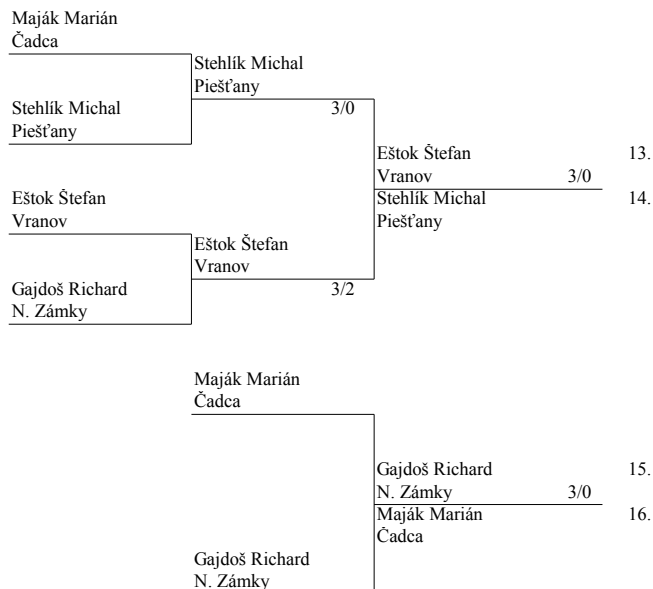 Maják Marián
Čadca
Stehlík Michal
Piešťany
Stehlík Michal
Piešťany
3/0
Eštok Štefan 13.
Vranov 3/0
Stehlík Michal 14.
Piešťany
Eštok Štefan
Vranov
Eštok Štefan
Vranov
Gajdoš Richard
N. Zámky
3/2
Maják Marián
Čadca
Gajdoš Richard 15.
N. Zámky 3/0
Maják Marián 16.
Čadca
Gajdoš Richard
N. Zámky